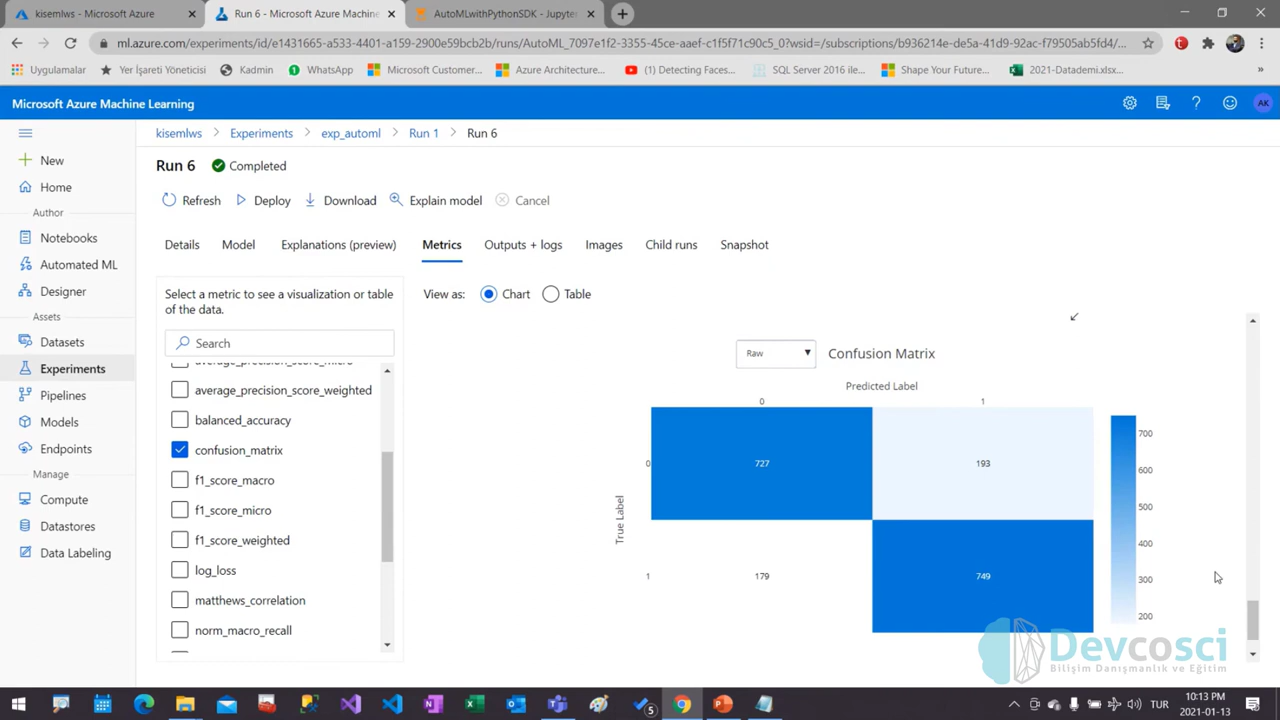 kisemlws - Microsoft Azure
Run 6 - Microsoft Azure Machine
AutoMLwithPythonSDK - Jupyter
ml.azure.com/experiments/id/e1431665-a533-4401-a159-2900e59bcb2b/runs/AutoML_7097e1f2-3355-45ce-aaef-c1f5f71c90c5_0?wsid=/subscriptions/b936214e-de5a-41d9-92ac-f79505ab5fd4/...
Uygulamalar
Yer İşareti Yöneticisi
Kadmin
WhatsApp
Microsoft Customer...
Azure Architecture...
(1) Detecting Faces...
SQL Server 2016 ile...
Shape Your Future...
2021-Datademi.xlsx...
»
Microsoft Azure Machine Learning
AK
kisemlws > Experiments > exp_automl > Run 1 > Run 6
New
Home
Author
Notebooks
Automated ML
Designer
Assets
Datasets
Experiments
Pipelines
Models
Endpoints
Manage
Compute
Datastores
Data Labeling
Run 6 Completed
Refresh Deploy Download Explain model Cancel
Details Model Explanations (preview) Metrics Outputs + logs Images Child runs Snapshot
Select a metric to see a visualization or table
of the data.
Search
average_precision_score_micro
average_precision_score_weighted
balanced_accuracy
confusion_matrix
f1_score_macro
f1_score_micro
f1_score_weighted
log_loss
matthews_correlation
norm_macro_recall
View as: Chart Table
Raw
Confusion Matrix
Predicted Label
0 1
0 727 193
True Label
1 179 749
700
600
500
400
300
200
Devcosci
Bilişim Danışmanlık ve Eğitim
5
TUR
10:13 PM
2021-01-13